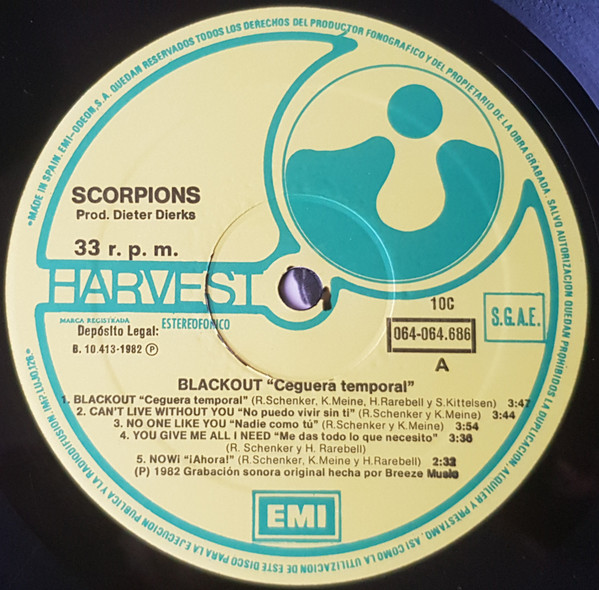 *MADE IN SPAIN. EMI-ODEON, S.A. QUEDAN RESERVADOS TODOS LOS DERECHOS DEL PRODUCTOR FONOGRAFICO Y DEL PROPIETARIO DE LA OBRA GRABADA. SALVO AUTORIZACION QUEDAN PROHIBIDOS LA DUPLICACION, ALQUILER Y PRESTAMO, ASI COMO LA UTILIZACION DE ESTE DISCO PARA LA EJECUCION PUBLICA Y LA RADIODIFUSION
SCORPIONS
Prod. Dieter Dierks
33 r. p. m.
HARVEST
MARCA REGISTRADA
ESTEREOFONICO
Depósito Legal:
B. 10.413-1982 Ⓟ
10C
064-064.686
A
S.G.A.E.
BLACKOUT "Ceguera temporal"
1. BLACKOUT "Ceguera temporal" (R.Schenker, K.Meine, H.Rarebell y S.Kittelsen) 3:47
2. CAN'T LIVE WITHOUT YOU "No puedo vivir sin ti" (R.Schenker y K.Meine) 3:44
3. NO ONE LIKE YOU "Nadie como tú" (R.Schenker y K.Meine) 3:54
4. YOU GIVE ME ALL I NEED "Me das todo lo que necesito" 3:36
(R. Schenker y H. Rarebell)
5. NOW¡ "¡Ahora!" (R.Schenker, K.Meine y H.Rarebell) 2:32
(P) 1982 Grabación sonora original hecha por Breeze Music
EMI